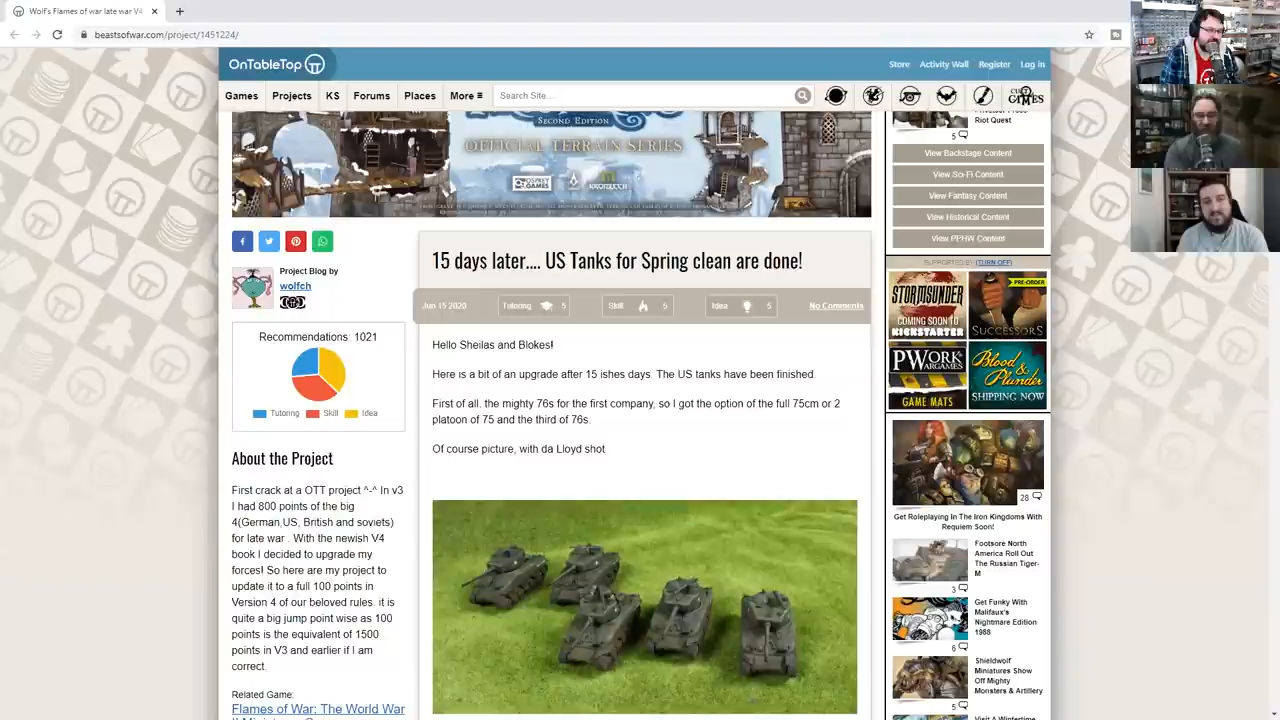 Wolf's Flames of war late war V4
beastsofwar.com/project/1451224/
OnTableTop
Store
Activity Wall
Register
Log in
Games
Projects
KS
Forums
Places
More
Search Site...
SECOND EDITION
OFFICIAL TERRAIN SERIES
Riot Quest
5
View Backstage Content
View Sci-Fi Content
View Fantasy Content
View Historical Content
View PPHW Content
SUPPORTED BY (TURN OFF)
STORMSUNDER
COMING SOON TO
KICKSTARTER
PRE-ORDER
SUCCESSORS
PWORK
WARGAMES
GAME MATS
Blood &
Plunder
SHIPPING NOW
28
Get Roleplaying In The Iron Kingdoms With
Requiem Soon!
Footsore North
America Roll Out
The Russian Tiger-
M
3
Get Funky With
Malifaux's
Nightmare Edition
1988
6
Shieldwolf
Miniatures Show
Off Mighty
Monsters & Artillery
5
Visit A Wintertime
Project Blog by
wolfch
Recommendations: 1021
Tutoring
Skill
Idea
About the Project
First crack at a OTT project ^-^ In v3
I had 800 points of the big
4(German,US, British and soviets)
for late war . With the newish V4
book I decided to upgrade my
forces! So here are my project to
update it to a full 100 points in
Version 4 of our beloved rules. it is
quite a big jump point wise as 100
points is the equivalent of 1500
points in V3 and earlier if I am
correct.
Related Game:
Flames of War: The World War
15 days later.... US Tanks for Spring clean are done!
Jun 15 2020
Tutoring 5
Skill 5
Idea 5
No Comments
Hello Sheilas and Blokes!
Here is a bit of an upgrade after 15 ishes days. The US tanks have been finished.
First of all. the mighty 76s for the first company, so I got the option of the full 75cm or 2
platoon of 75 and the third of 76s.
Of course picture, with da Lloyd shot